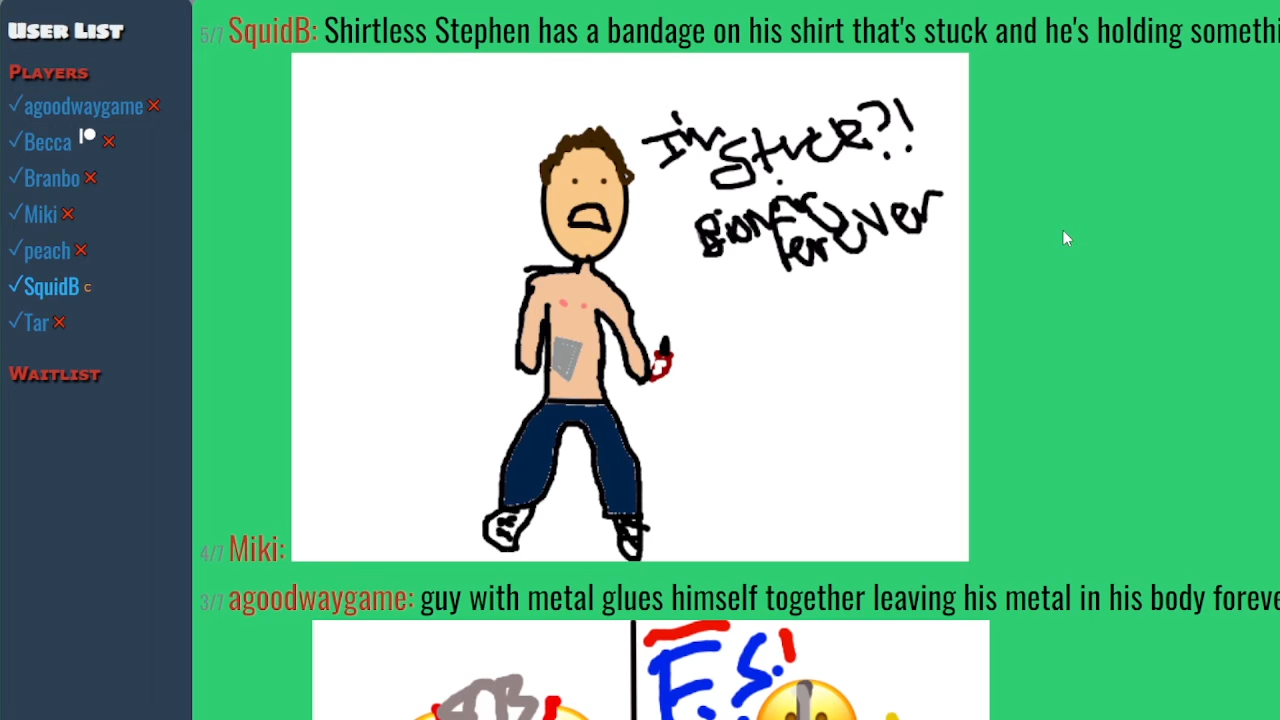 User List
Players
✓agoodwaygame ×
✓Becca ×
✓Branbo ×
✓Miki ×
✓peach ×
✓SquidB c
✓Tar ×
Waitlist
5/7 SquidB: Shirtless Stephen has a bandage on his shirt that's stuck and he's holding somethi
I'm stuck?!
4/7 Miki:
3/7 agoodwaygame: guy with metal glues himself together leaving his metal in his body foreve
F.S!